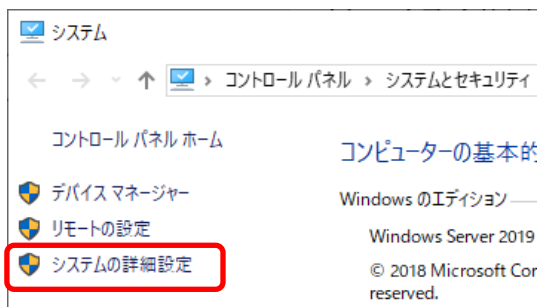 システム
コントロール パネル › システムとセキュリティ
コントロール パネル ホーム
コンピューターの基本的
デバイス マネージャー
Windows のエディション
リモートの設定
Windows Server 2019
システムの詳細設定
© 2018 Microsoft Cor
reserved.